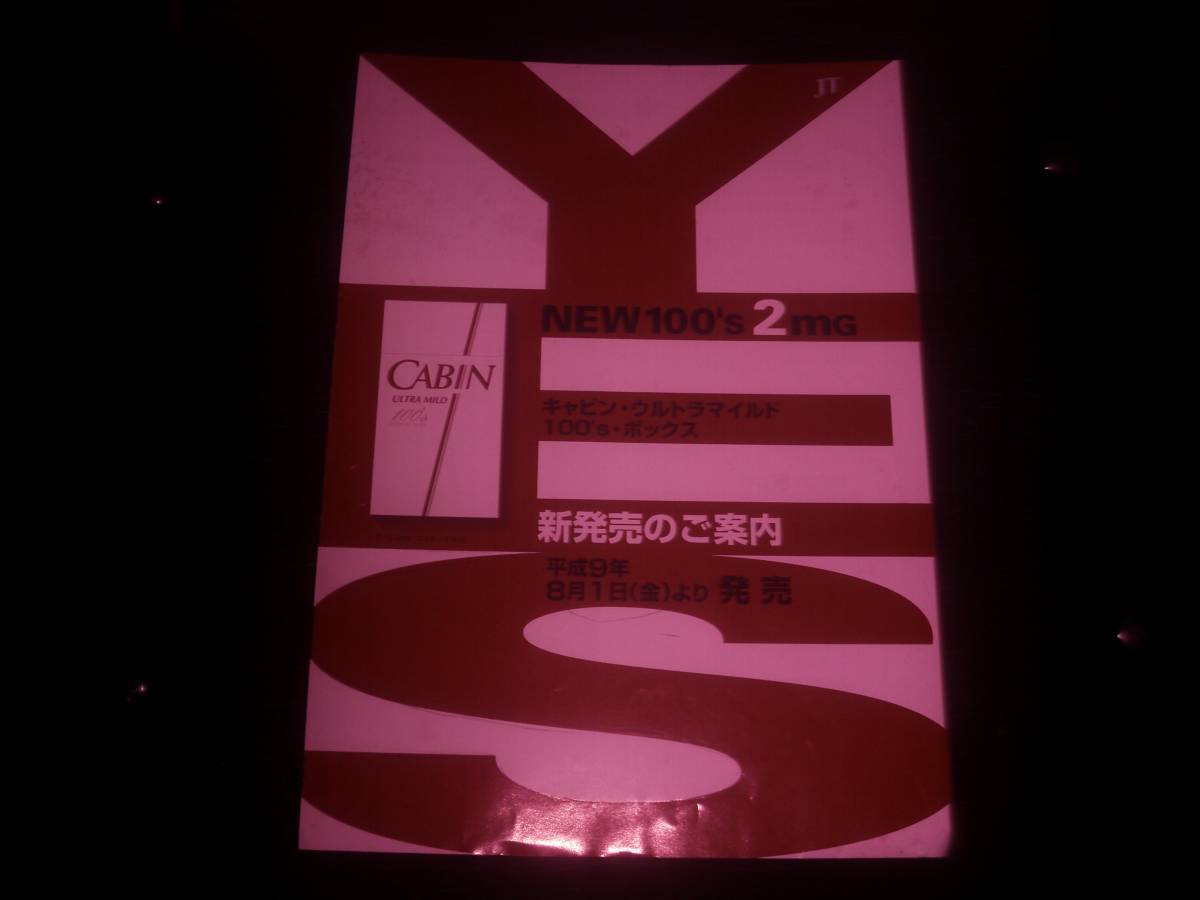 YES
JT
NEW 100's 2mG
CABIN
ULTRA MILD
100's
キャビン・ウルトラマイルド
100's・ボックス
新発売のご案内
平成9年
8月1日(金)より 発売